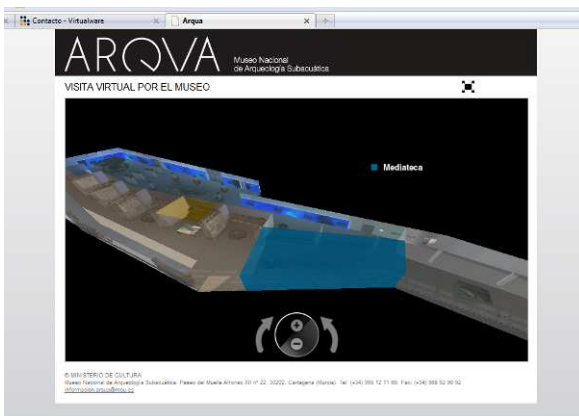 Contacto - Virtualware
Arqua
ARQVA
Museo Nacional
de Arqueología Subacuática
VISITA VIRTUAL POR EL MUSEO
Mediateca
© MINISTERIO DE CULTURA
Museo Nacional de Arqueología Subacuática. Paseo del Muelle Alfonso XII nº 22, 30202, Cartagena (Murcia). Tel: (+34) 968 12 11 66. Fax: (+34) 968 52 98 92